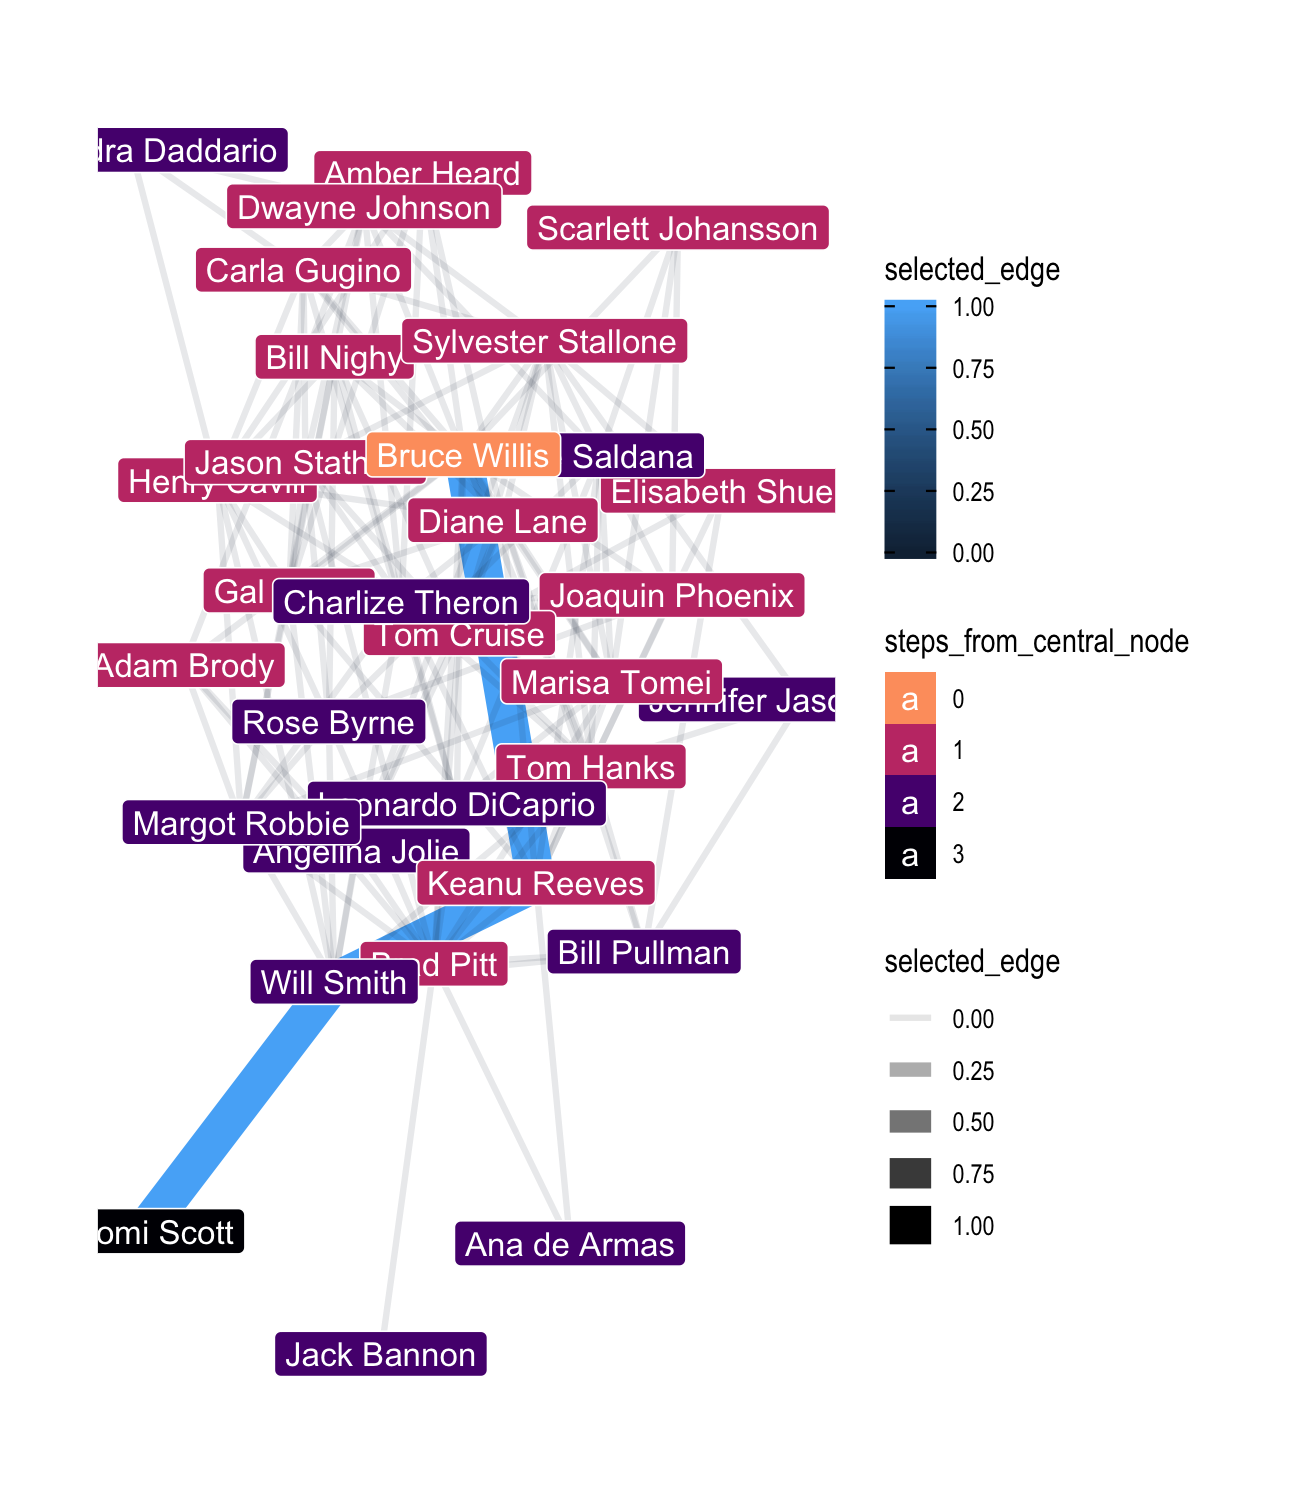 dra Daddario
Amber Heard
Dwayne Johnson
Scarlett Johansson
Carla Gugino
Sylvester Stallone
Bill Nighy
Bruce Willis
Saldana
Jason Stath
Henry Cavill
Elisabeth Shue
Diane Lane
Gal
Charlize Theron
Joaquin Phoenix
Tom Cruise
Adam Brody
Marisa Tomei
Jennifer Jaso
Rose Byrne
Tom Hanks
Leonardo DiCaprio
Margot Robbie
Angelina Jolie
Keanu Reeves
Bill Pullman
Brad Pitt
Will Smith
omi Scott
Ana de Armas
Jack Bannon
selected_edge
1.00
0.75
0.50
0.25
0.00
steps_from_central_node
a 0
a 1
a 2
a 3
selected_edge
0.00
0.25
0.50
0.75
1.00